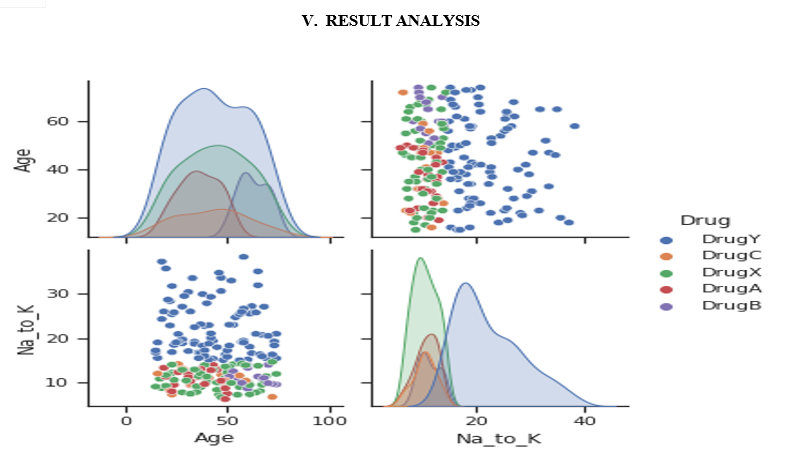 V. RESULT ANALYSIS
Age
60
40
20
Drug
DrugY
DrugC
DrugX
DrugA
DrugB
Na_to_K
30
20
10
0 50 100
Age
20 40
Na_to_K